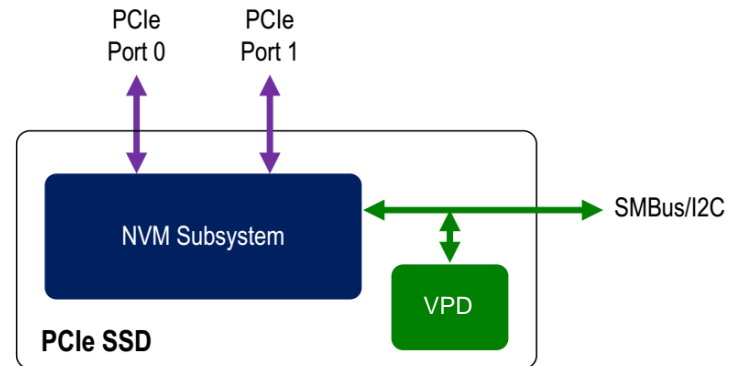 PCIe
Port 0
PCIe
Port 1
NVM Subsystem
SMBus/I2C
VPD
PCIe SSD